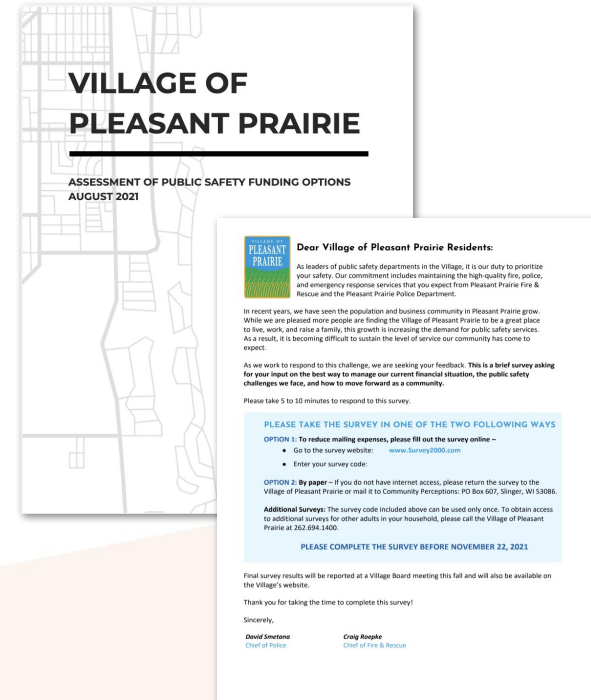 VILLAGE OF
PLEASANT PRAIRIE
ASSESSMENT OF PUBLIC SAFETY FUNDING OPTIONS
AUGUST 2021
VILLAGE OF
PLEASANT
PRAIRIE
Dear Village of Pleasant Prairie Residents:
As leaders of public safety departments in the Village, it is our duty to prioritize
your safety. Our commitment includes maintaining the high-quality fire, police,
and emergency response services that you expect from Pleasant Prairie Fire &
Rescue and the Pleasant Prairie Police Department.
In recent years, we have seen the population and business community in Pleasant Prairie grow.
While we are pleased more people are finding the Village of Pleasant Prairie to be a great place
to live, work, and raise a family, this growth is increasing the demand for public safety services.
As a result, it is becoming difficult to sustain the level of service our community has come to
expect.
As we work to respond to this challenge, we are seeking your feedback. This is a brief survey asking
for your input on the best way to manage our current financial situation, the public safety
challenges we face, and how to move forward as a community.
Please take 5 to 10 minutes to respond to this survey.
PLEASE TAKE THE SURVEY IN ONE OF THE TWO FOLLOWING WAYS
OPTION 1: To reduce mailing expenses, please fill out the survey online –
• Go to the survey website: www.Survey2000.com
• Enter your survey code:
OPTION 2: By paper – If you do not have internet access, please return the survey to the
Village of Pleasant Prairie or mail it to Community Perceptions: PO Box 607, Slinger, WI 53086.
Additional Surveys: The survey code included above can be used only once. To obtain access
to additional surveys for other adults in your household, please call the Village of Pleasant
Prairie at 262.694.1400.
PLEASE COMPLETE THE SURVEY BEFORE NOVEMBER 22, 2021
Final survey results will be reported at a Village Board meeting this fall and will also be available on
the Village's website.
Thank you for taking the time to complete this survey!
Sincerely,
David Smetana Craig Roepke
Chief of Police Chief of Fire & Rescue